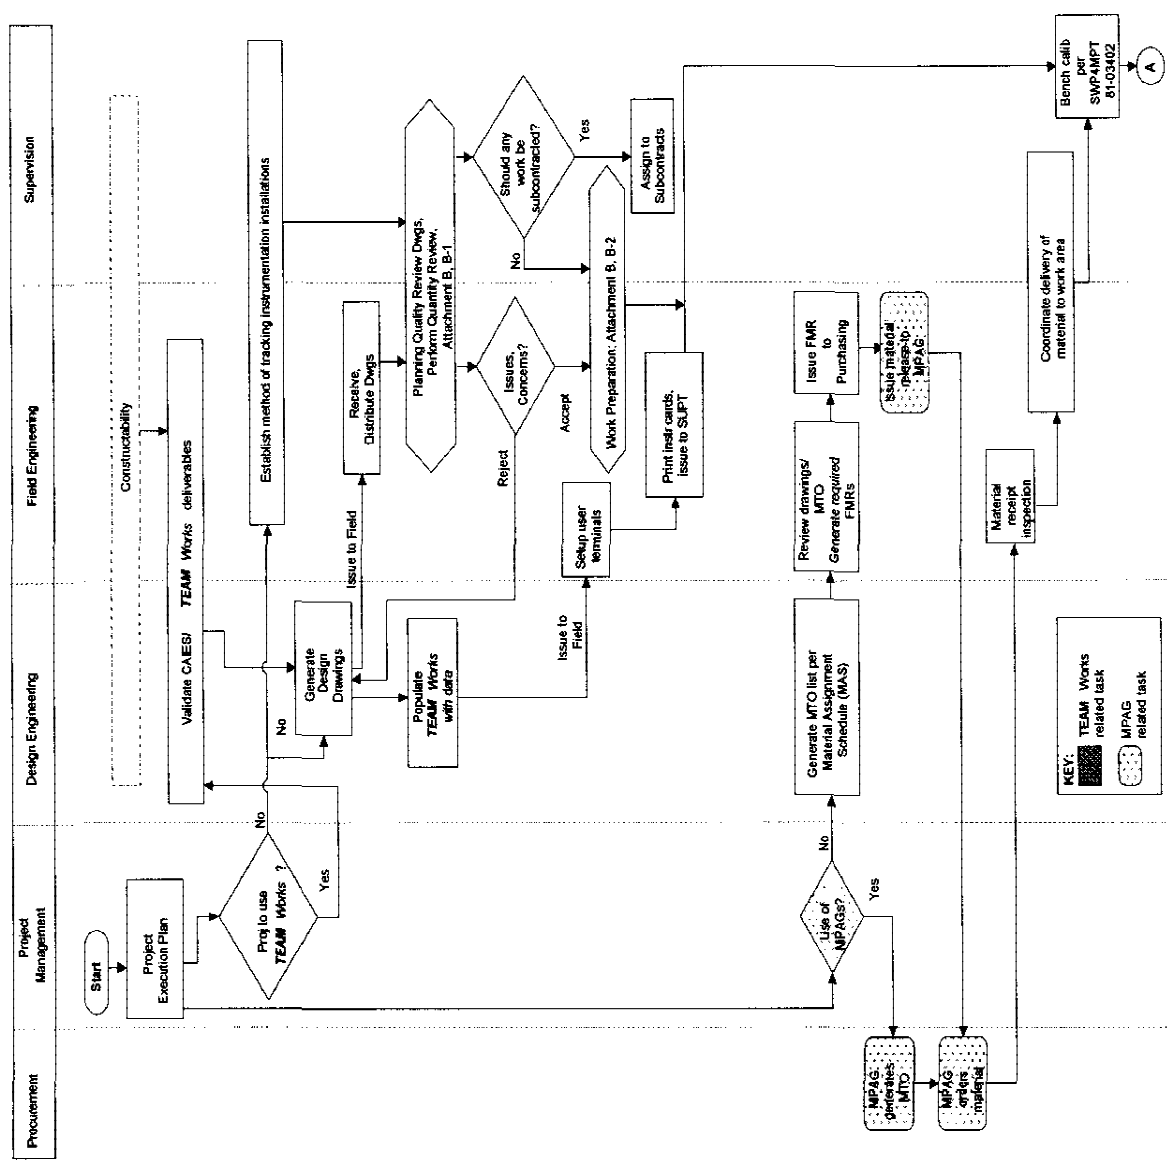 Procurement
Project
Management
Design Engineering
Field Engineering
Supervision
Start
Project
Execution Plan
Constructability
Validate CAIES/ TEAM Works deliverables
Proj to use
TEAM Works ?
No
Yes
Establish method of tracking instrumentation installations
No
Generate
Design
Drawings
Issue to Field
Receive,
Distribute Dwgs
Populate
TEAM Works
with data
Planning Quality Review Dwgs,
Perform Quantity Review,
Attachment B, B-1
Issues,
Concerns?
Reject
Accept
Should any
work be
subcontracted?
No
Yes
Issue to
Field
Setup user
terminals
Work Preparation: Attachment B, B-2
Assign to
Subcontracts
Print instr cards,
issue to SUPT
Use of
MPAGs?
No
Yes
Generate MTO list per
Material Assignment
Schedule (MAS)
Review drawings/
MTO
Generate required
FMRs
Issue FMR
to
Purchasing
Issue material
release to
MPAG
MPAG
generates
MTO
MPAG
orders
material
Material
receipt
inspection
Coordinate delivery of
material to work area
Bench calib
per
SWP4MPT
81-03402
A
KEY:
TEAM Works
related task
MPAG
related task